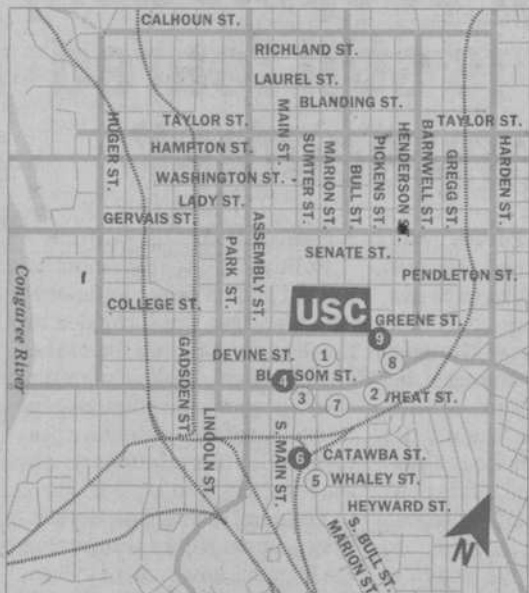 CALHOUN ST.
RICHLAND ST.
LAUREL ST.
BLANDING ST.
TAYLOR ST.
TAYLOR ST.
HAMPTON ST.
WASHINGTON ST.
LADY ST.
GERVAIS ST.
HUGER ST.
MAIN ST.
SUMTER ST.
MARION ST.
BULL ST.
PICKENS ST.
HENDERSON ST.
BARNWELL ST.
GREGG ST.
HARDEN ST.
PARK ST.
ASSEMBLY ST.
SENATE ST.
PENDLETON ST.
Congaree River
COLLEGE ST.
USC
GREENE ST.
9
GADSDEN ST.
DEVINE ST.
1
8
BLOSSOM ST.
4
3
7
2
WHEAT ST.
LINCOLN ST
S. MAIN ST.
6
CATAWBA ST.
5
WHALEY ST.
HEYWARD ST.
S. BULL ST.
MARION ST.
N